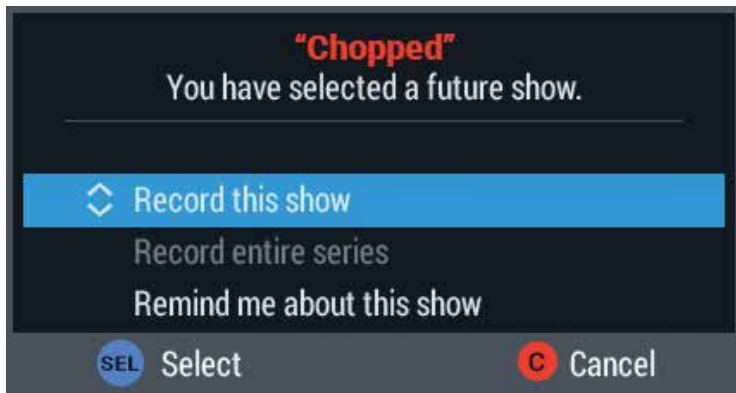 “Chopped”
You have selected a future show.
Record this show
Record entire series
Remind me about this show
SEL Select C Cancel